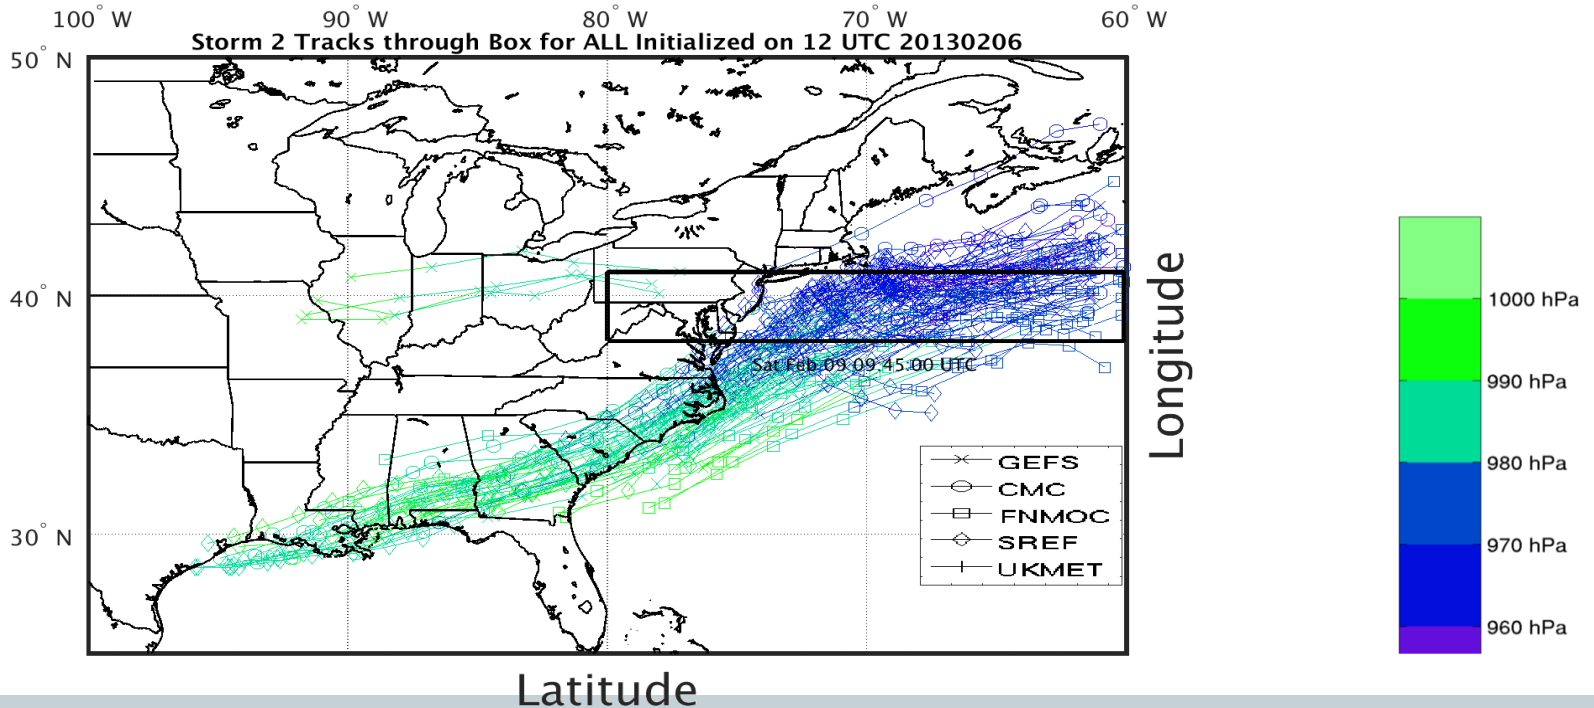 100° W 90° W 80° W 70° W 60° W
Storm 2 Tracks through Box for ALL Initialized on 12 UTC 20130206
50° N
40° N
30° N
Sat Feb 09 09:45:00 UTC
GEFS
CMC
FNMOC
SREF
UKMET
Latitude
Longitude
1000 hPa
990 hPa
980 hPa
970 hPa
960 hPa